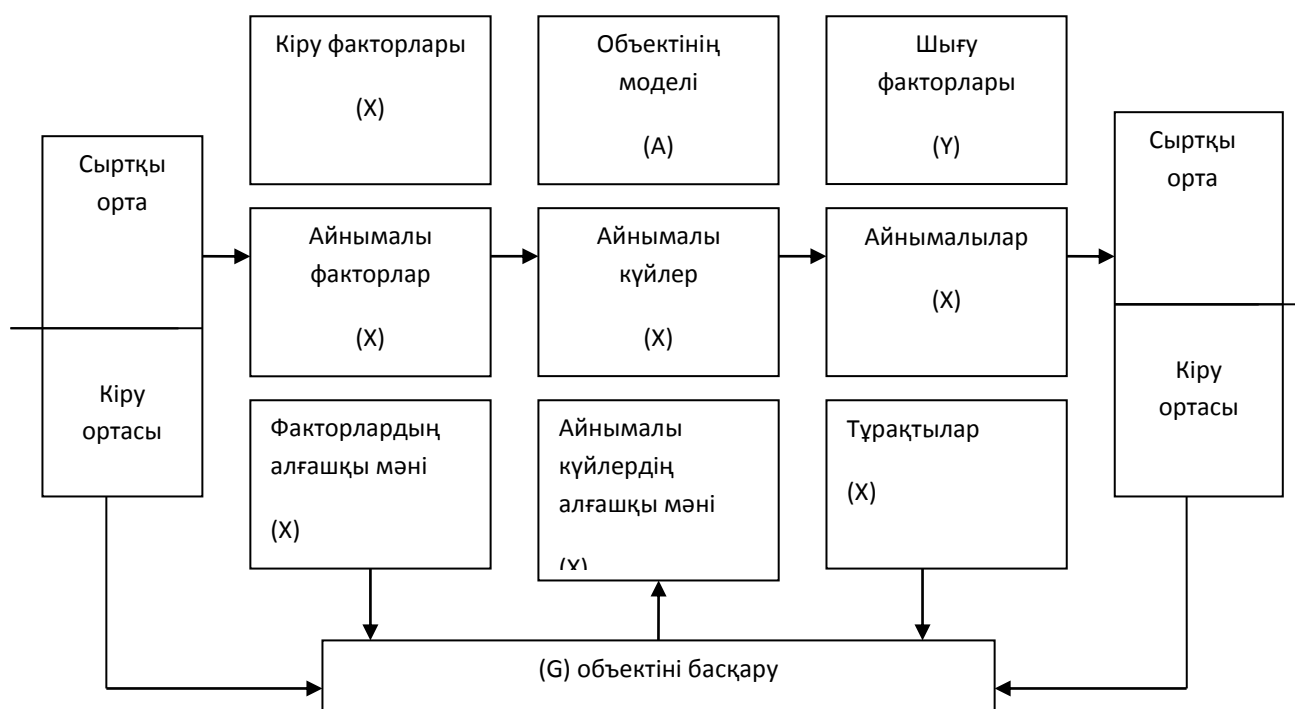 Кіру факторлары
(X)
Объектінің
моделі
(A)
Шығу
факторлары
(Y)
Сыртқы
орта
Кіру
ортасы
Айнымалы
факторлар
(X)
Айнымалы
күйлер
(X)
Айнымалылар
(X)
Сыртқы
орта
Кіру
ортасы
Факторлардың
алғашқы мәні
(X)
Айнымалы
күйлердің
алғашқы мәні
(X)
Тұрақтылар
(X)
(G) объектіні басқару